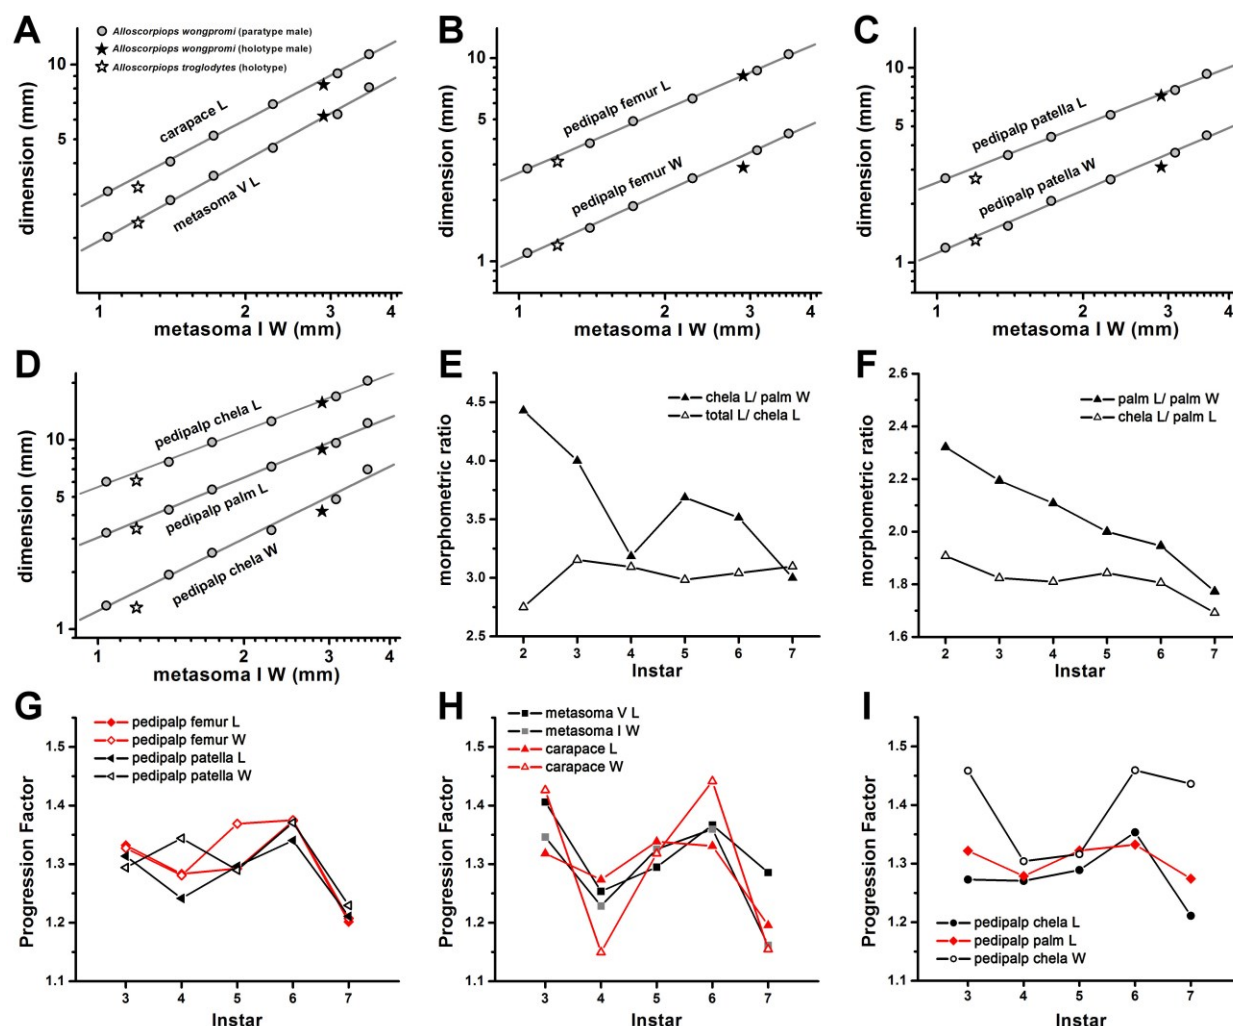 A
Alloscorpiops wongpromi (paratype male)
Alloscorpiops wongpromi (holotype male)
Alloscorpiops troglodytes (holotype)
10
5
dimension (mm)
carapace L
metasoma V L
1 2 3 4
metasoma I W (mm)
B
10
1
dimension (mm)
pedipalp femur L
pedipalp femur W
1 2 3 4
metasoma I W (mm)
C
10
5
1
dimension (mm)
pedipalp patella L
pedipalp patella W
1 2 3 4
metasoma I W (mm)
D
10
5
1
dimension (mm)
pedipalp chela L
pedipalp palm L
pedipalp chela W
1 2 3 4
metasoma I W (mm)
E
chela L/ palm W
total L/ chela L
4.5
4.0
3.5
3.0
2.5
morphometric ratio
2 3 4 5 6 7
Instar
F
palm L/ palm W
chela L/ palm L
2.6
2.4
2.2
2.0
1.8
1.6
morphometric ratio
2 3 4 5 6 7
Instar
G
pedipalp femur L
pedipalp femur W
pedipalp patella L
pedipalp patella W
1.5
1.4
1.3
1.2
1.1
Progression Factor
3 4 5 6 7
Instar
H
metasoma V L
metasoma I W
carapace L
carapace W
1.5
1.4
1.3
1.2
1.1
Progression Factor
3 4 5 6 7
Instar
I
1.5
1.4
1.3
1.2
1.1
Progression Factor
pedipalp chela L
pedipalp palm L
pedipalp chela W
3 4 5 6 7
Instar